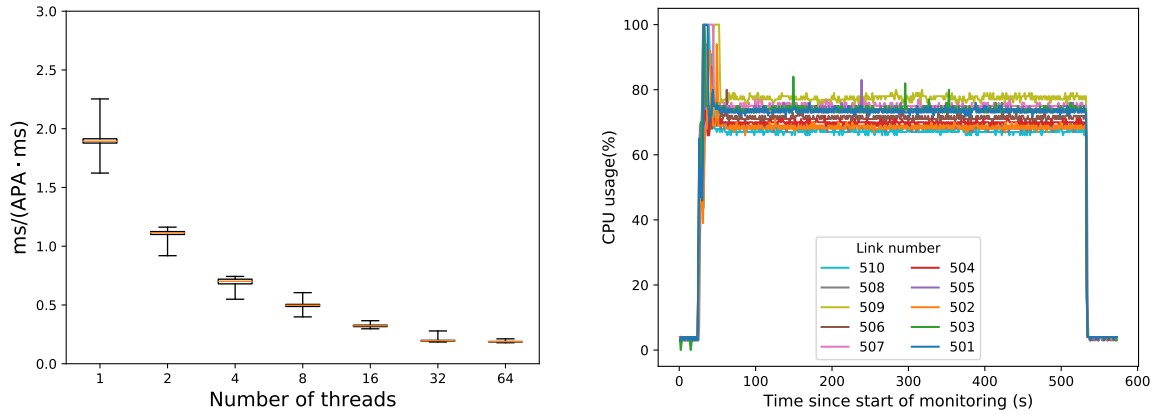 3.0
2.5
2.0
1.5
1.0
0.5
0.0
ms/(APA · ms)
1 2 4 8 16 32 64
Number of threads
100
80
60
40
20
0
CPU usage(%)
Link number
510 504
508 505
509 502
506 503
507 501
0 100 200 300 400 500 600
Time since start of monitoring (s)